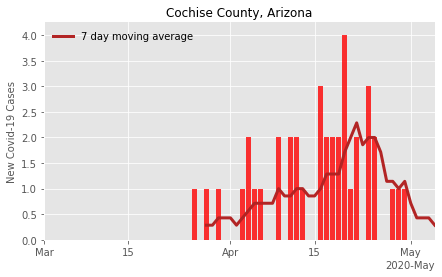 Cochise County, Arizona
7 day moving average
New Covid-19 Cases
4.0
3.5
3.0
2.5
2.0
1.5
1.0
0.5
0.0
Mar
15
Apr
15
May
2020-May